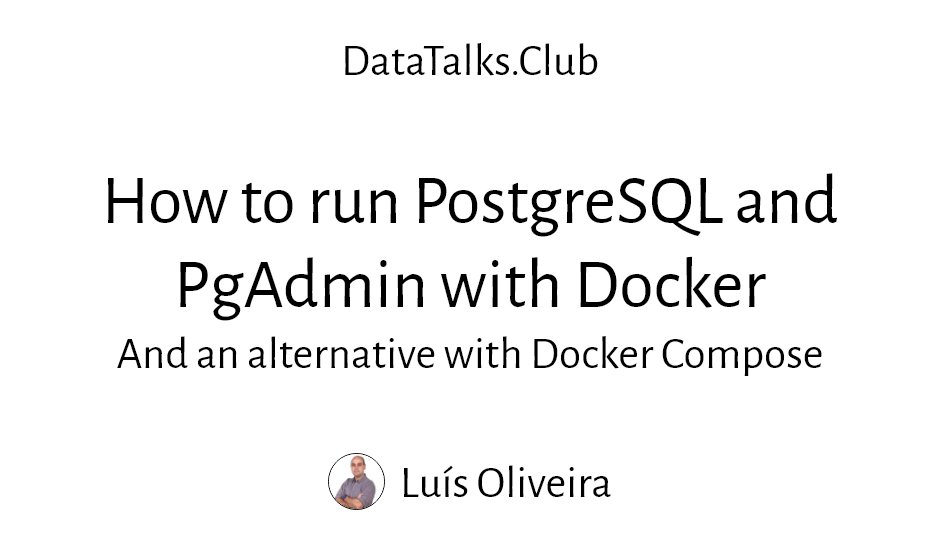 DataTalks.Club
How to run PostgreSQL and
PgAdmin with Docker
And an alternative with Docker Compose
Luís Oliveira